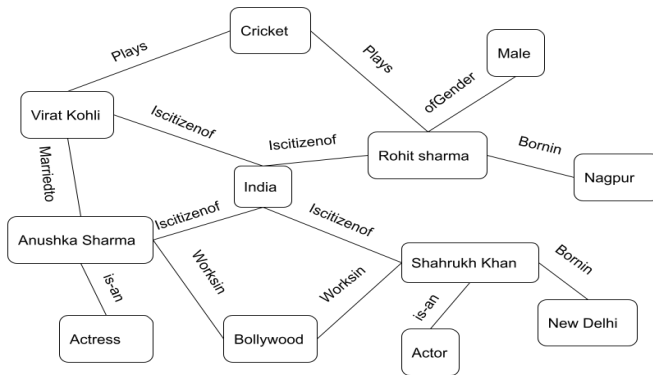 Cricket
Plays
Plays
Male
ofGender
Virat Kohli
Iscitizenof
Iscitizenof
Rohit sharma
Bornin
Nagpur
Marriedto
India
Iscitizenof
Iscitizenof
Anushka Sharma
Worksin
Worksin
Shahrukh Khan
Bornin
is-an
is-an
Actress
Bollywood
Actor
New Delhi